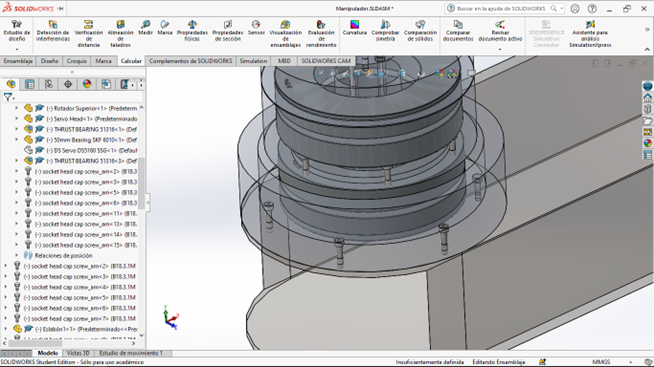 SOLIDWORKS
Manipulador.SLDASM *
Buscar en la ayuda de SOLIDWORKS
Estudio de diseño
Detección de interferencias
Verificación de distancia
Alineación de taladros
Medir
Marca
Propiedades físicas
Propiedades de sección
Sensor
Visualización de ensamblajes
Evaluación de rendimiento
Curvatura
Comprobar simetría
Comparación de sólidos
Comparar documentos
Revisar documento activo
3DEXPERIENCE Simulation Connector
Asistente para análisis SimulationXpress
Ensamblaje Diseño Croquis Marca Calcular Complementos de SOLIDWORKS Simulation MBD SOLIDWORKS CAM
(-) Rotador Superior<1> (Predetermin
(-) Servo Head<1> (Predeterminado
(-) THRUST BEARING 51316<1> (Def
(-) 50mm Bearing SKF 6010<1> (Def
(-) DS Servo DS5160 SSG<1> (Default
(-) THRUST BEARING 51316<3> (Def
(-) socket head cap screw_am<2> (B18.3.
(-) socket head cap screw_am<3> (B18.3.
(-) socket head cap screw_am<5> (B18.3.
(-) socket head cap screw_am<6> (B18.3.
(-) socket head cap screw_am<11> (B18.
(-) socket head cap screw_am<13> (B18.
(-) socket head cap screw_am<14> (B18.
(-) socket head cap screw_am<15> (B18.
Relaciones de posición
(-) socket head cap screw_am<2> (B18.3.1M
(-) socket head cap screw_am<3> (B18.3.1M
(-) socket head cap screw_am<4> (B18.3.1M
(-) socket head cap screw_am<5> (B18.3.1M
(-) socket head cap screw_am<6> (B18.3.1M
(-) socket head cap screw_am<7> (B18.3.1M
(-) Eslabón1<1> (Predeterminado<<Pred
Modelo Vistas 3D Estudio de movimiento 1
SOLIDWORKS Student Edition - Sólo para uso académico
Insuficientemente definida
Editando Ensamblaje
MMGS